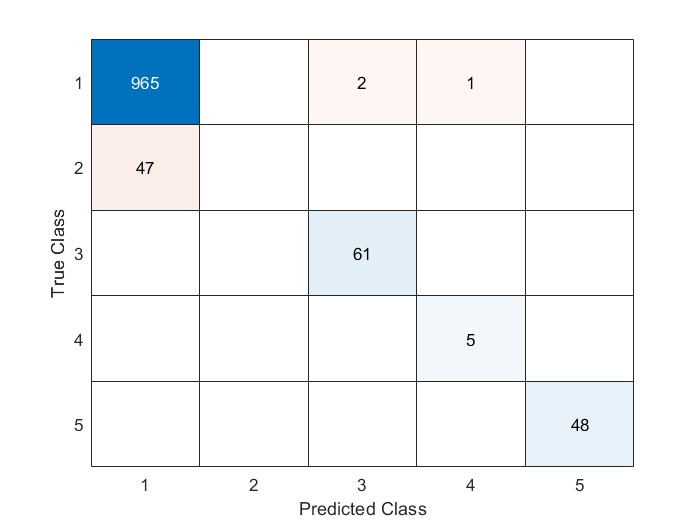 1 965 2 1
2 47
3 61
4 5
5 48
1 2 3 4 5
Predicted Class
True Class